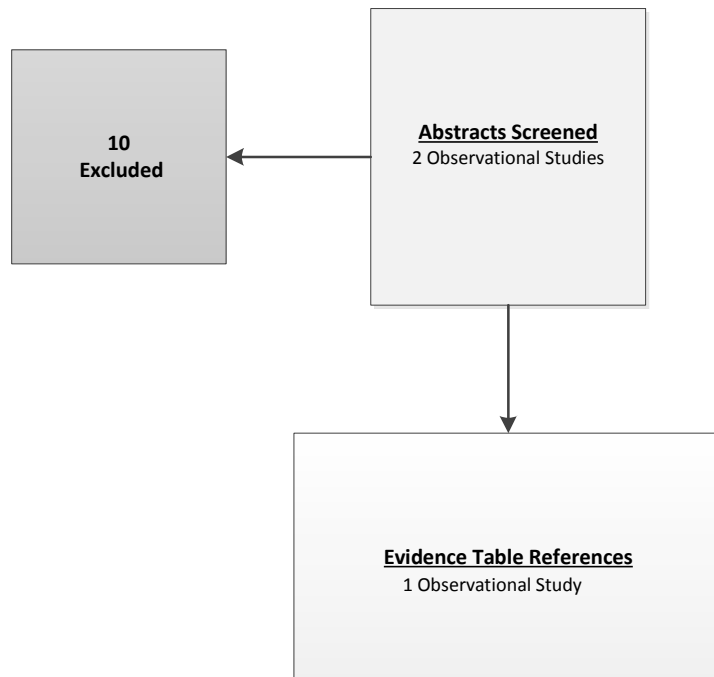 10
Excluded
Abstracts Screened
2 Observational Studies
Evidence Table References
1 Observational Study